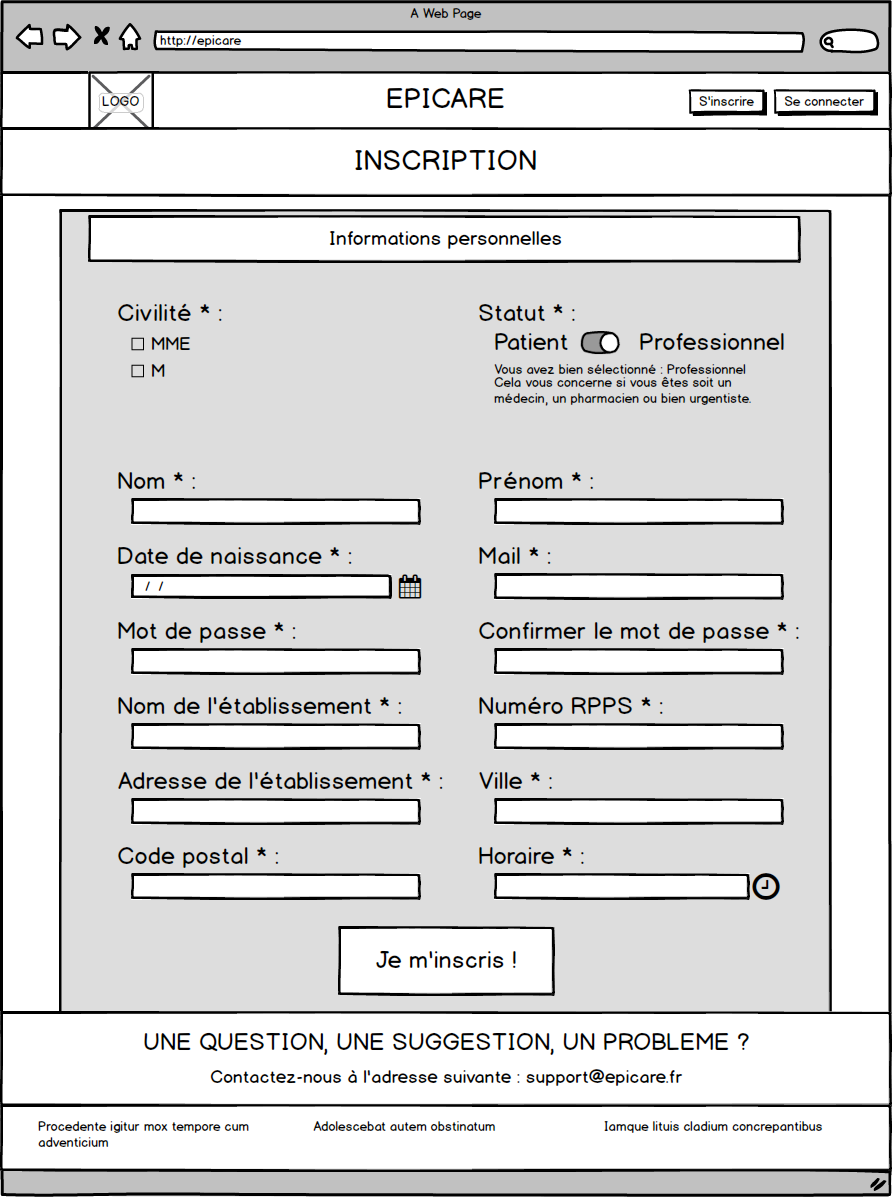 A Web Page
http://epicare
LOGO
EPICARE
S'inscrire
Se connecter
INSCRIPTION
Informations personnelles
Civilité * :
MME
M
Statut * :
Patient
Professionnel
Vous avez bien sélectionné : Professionnel
Cela vous concerne si vous êtes soit un
médecin, un pharmacien ou bien urgentiste.
Nom * :
Prénom * :
Date de naissance * :
/ /
Mail * :
Mot de passe * :
Confirmer le mot de passe * :
Nom de l'établissement * :
Numéro RPPS * :
Adresse de l'établissement * :
Ville * :
Code postal * :
Horaire * :
Je m'inscris !
UNE QUESTION, UNE SUGGESTION, UN PROBLEME ?
Contactez-nous à l'adresse suivante : support@epicare.fr
Procedente igitur mox tempore cum
adventicium
Adolescebat autem obstinatum
Iamque lituis cladium concrepantibus